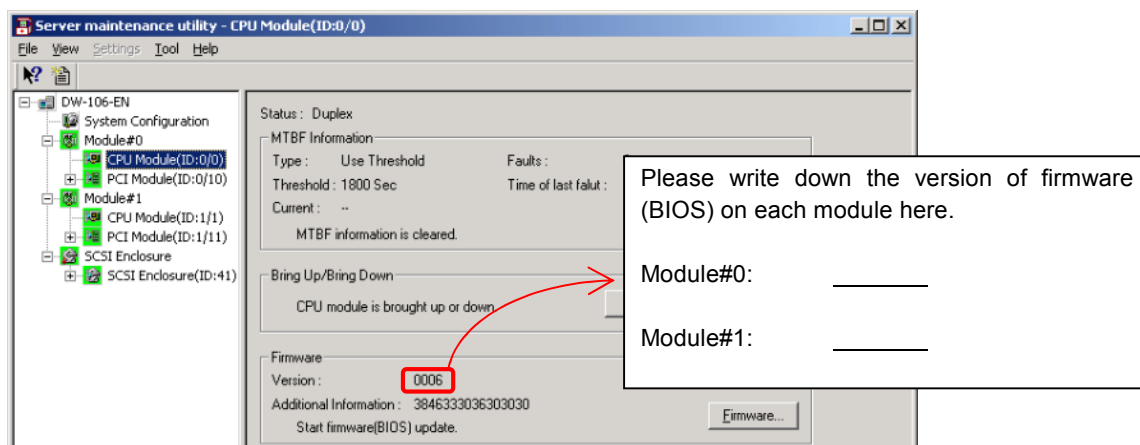 Server maintenance utility - CPU Module(ID:0/0)
File View Settings Tool Help
DW-106-EN
System Configuration
Module#0
CPU Module(ID:0/0)
PCI Module(ID:0/10)
Module#1
CPU Module(ID:1/1)
PCI Module(ID:1/11)
SCSI Enclosure
SCSI Enclosure(ID:41)
Status : Duplex
MTBF Information
Type : Use Threshold Faults :
Threshold : 1800 Sec Time of last falut :
Current : --
MTBF information is cleared.
Bring Up/Bring Down
CPU module is brought up or down.
Firmware
Version : 0006
Additional Information : 3846333036303030
Start firmware(BIOS) update.
Firmware...
Please write down the version of firmware
(BIOS) on each module here.
Module#0:
Module#1: